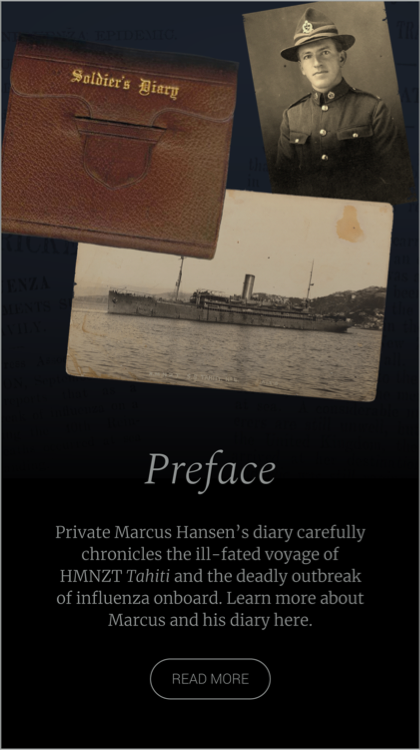 Soldier's Diary
Preface
Private Marcus Hansen's diary carefully
chronicles the ill-fated voyage of
HMNZT Tahiti and the deadly outbreak
of influenza onboard. Learn more about
Marcus and his diary here.
READ MORE